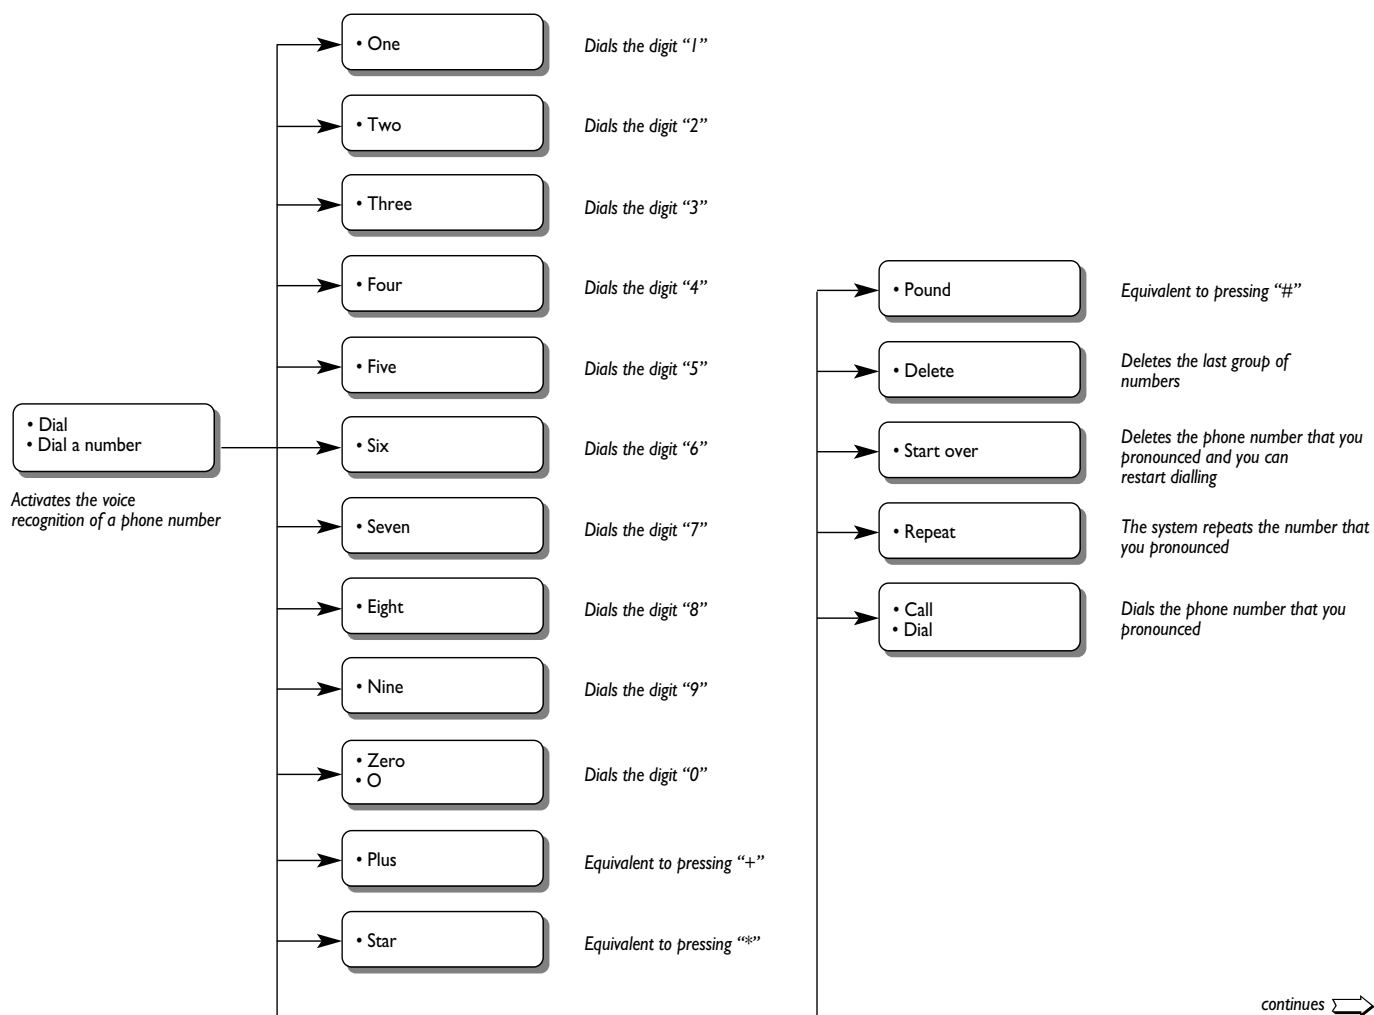 • Dial
• Dial a number
Activates the voice
recognition of a phone number
• One
Dials the digit “1”
• Two
Dials the digit “2”
• Three
Dials the digit “3”
• Four
Dials the digit “4”
• Five
Dials the digit “5”
• Six
Dials the digit “6”
• Seven
Dials the digit “7”
• Eight
Dials the digit “8”
• Nine
Dials the digit “9”
• Zero
• O
Dials the digit “0”
• Plus
Equivalent to pressing “+”
• Star
Equivalent to pressing “*”
• Pound
Equivalent to pressing “#”
• Delete
Deletes the last group of
numbers
• Start over
Deletes the phone number that you
pronounced and you can
restart dialling
• Repeat
The system repeats the number that
you pronounced
• Call
• Dial
Dials the phone number that you
pronounced
continues